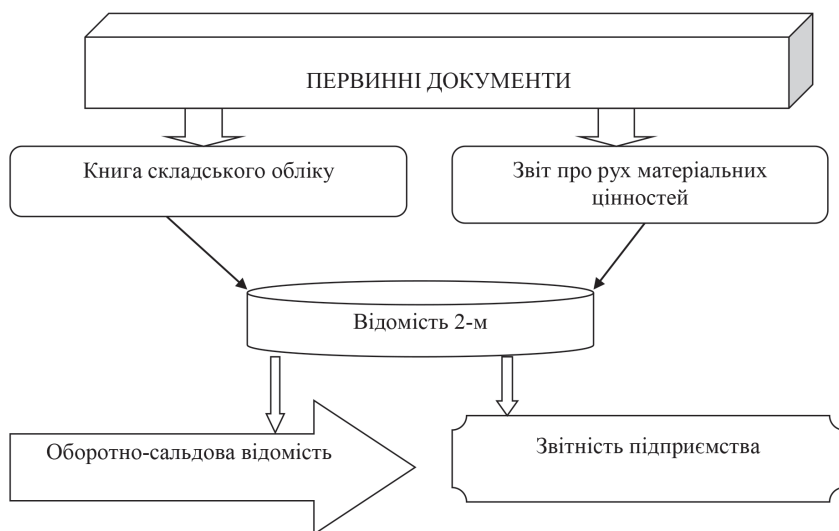 ПЕРВИННІ ДОКУМЕНТИ
Книга складського обліку
Звіт про рух матеріальних
цінностей
Відомість 2-м
Оборотно-сальдова відомість
Звітність підприємства